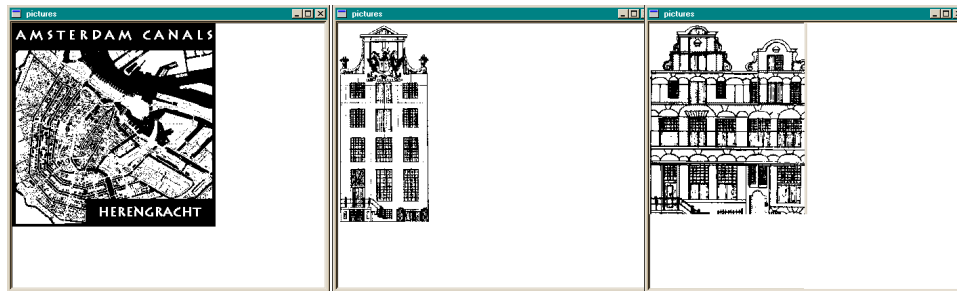 pictures
AMSTERDAM CANALS
HERENGRACHT
pictures
pictures